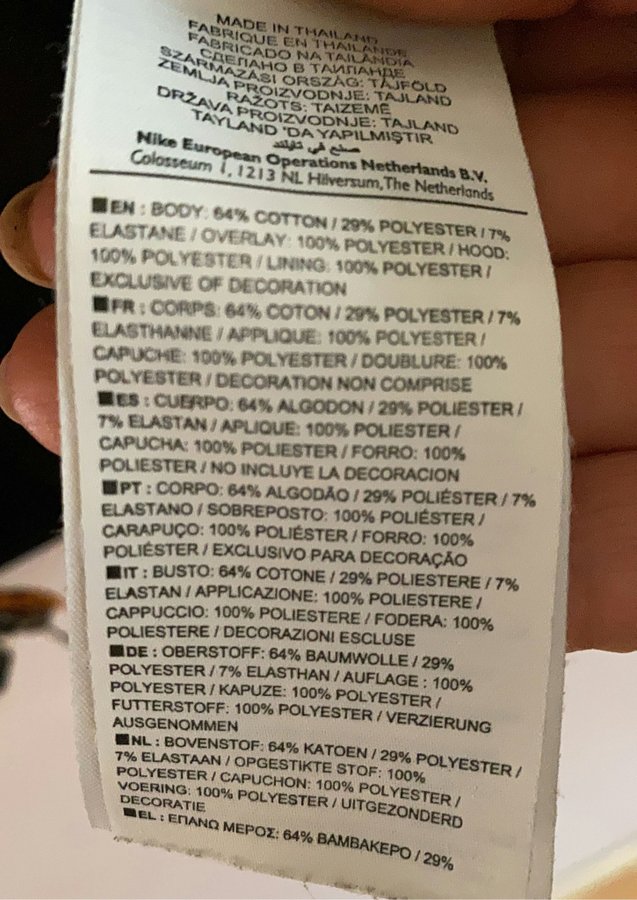 MADE IN THAILAND
FABRIQUE EN THAILANDE
FABRICADO NA TAILÂNDIA
СДЕЛАНО В ТАИЛАНДЕ
SZÁRMAZÁSI ORSZÁG: TÁJFÖLD
ZEMLJA PROIZVODNJE: TAJLAND
RAŽOTS: TAIZEMĒ
DRŽAVA PROIZVODNJE: TAJLAND
TAYLAND 'DA YAPILMIŞTIR
صنع في تايلاند
Nike European Operations Netherlands B.V.
Colosseum 1, 1213 NL Hilversum, The Netherlands
■EN : BODY: 64% COTTON / 29% POLYESTER / 7%
ELASTANE / OVERLAY: 100% POLYESTER / HOOD:
100% POLYESTER / LINING: 100% POLYESTER /
EXCLUSIVE OF DECORATION
■FR : CORPS: 64% COTON / 29% POLYESTER / 7%
ELASTHANNE / APPLIQUE: 100% POLYESTER /
CAPUCHE: 100% POLYESTER / DOUBLURE: 100%
POLYESTER / DECORATION NON COMPRISE
■ES : CUERPO: 64% ALGODON / 29% POLIESTER /
7% ELASTAN / APLIQUE: 100% POLIESTER /
CAPUCHA: 100% POLIESTER / FORRO: 100%
POLIESTER / NO INCLUYE LA DECORACION
■PT : CORPO: 64% ALGODÃO / 29% POLIÉSTER / 7%
ELASTANO / SOBREPOSTO: 100% POLIÉSTER /
CARAPUÇO: 100% POLIÉSTER / FORRO: 100%
POLIÉSTER / EXCLUSIVO PARA DECORAÇÃO
■IT : BUSTO: 64% COTONE / 29% POLIESTERE / 7%
ELASTAN / APPLICAZIONE: 100% POLIESTERE /
CAPPUCCIO: 100% POLIESTERE / FODERA: 100%
POLIESTERE / DECORAZIONI ESCLUSE
■DE : OBERSTOFF: 64% BAUMWOLLE / 29%
POLYESTER / 7% ELASTHAN / AUFLAGE : 100%
POLYESTER / KAPUZE: 100% POLYESTER /
FUTTERSTOFF: 100% POLYESTER / VERZIERUNG
AUSGENOMMEN
■NL : BOVENSTOF: 64% KATOEN / 29% POLYESTER /
7% ELASTAAN / OPGESTIKTE STOF: 100%
POLYESTER / CAPUCHON: 100% POLYESTER /
VOERING: 100% POLYESTER / UITGEZONDERD
DECORATIE
■EL : ΕΠΑΝΩ ΜΕΡΟΣ: 64% ΒΑΜΒΑΚΕΡΟ / 29%